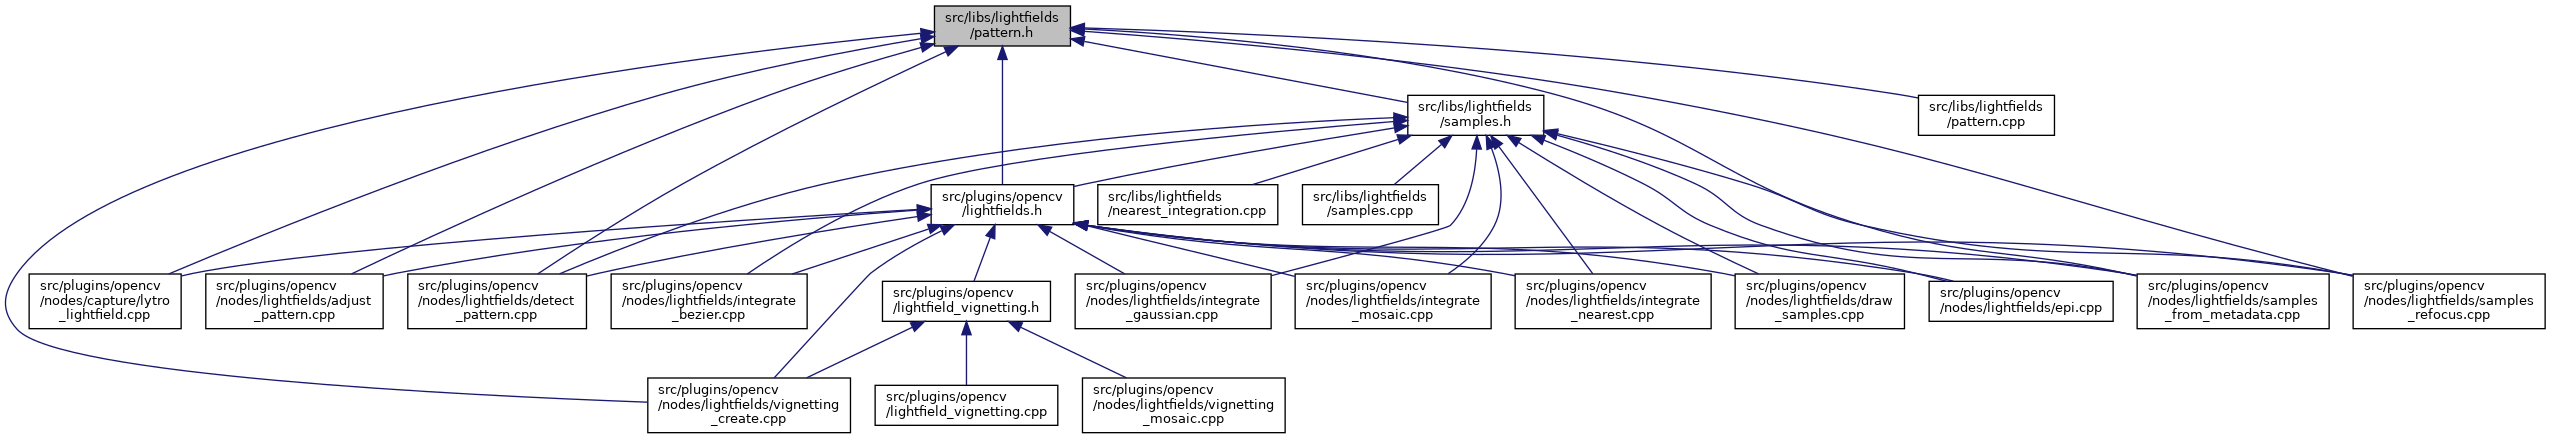 src/libs/lightfields
/pattern.h
src/libs/lightfields
/samples.h
src/libs/lightfields
/pattern.cpp
src/plugins/opencv
/lightfields.h
src/libs/lightfields
/nearest_integration.cpp
src/libs/lightfields
/samples.cpp
src/plugins/opencv
/nodes/capture/lytro
_lightfield.cpp
src/plugins/opencv
/nodes/lightfields/adjust
_pattern.cpp
src/plugins/opencv
/nodes/lightfields/detect
_pattern.cpp
src/plugins/opencv
/nodes/lightfields/integrate
_bezier.cpp
src/plugins/opencv
/lightfield_vignetting.h
src/plugins/opencv
/nodes/lightfields/integrate
_gaussian.cpp
src/plugins/opencv
/nodes/lightfields/integrate
_mosaic.cpp
src/plugins/opencv
/nodes/lightfields/integrate
_nearest.cpp
src/plugins/opencv
/nodes/lightfields/draw
_samples.cpp
src/plugins/opencv
/nodes/lightfields/epi.cpp
src/plugins/opencv
/nodes/lightfields/samples
_from_metadata.cpp
src/plugins/opencv
/nodes/lightfields/samples
_refocus.cpp
src/plugins/opencv
/nodes/lightfields/vignetting
_create.cpp
src/plugins/opencv
/lightfield_vignetting.cpp
src/plugins/opencv
/nodes/lightfields/vignetting
_mosaic.cpp